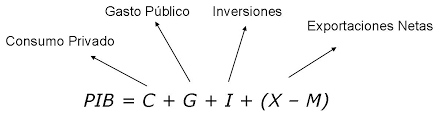 Gasto Público
Inversiones
Exportaciones Netas
Consumo Privado
PIB = C + G + I + (X – M)